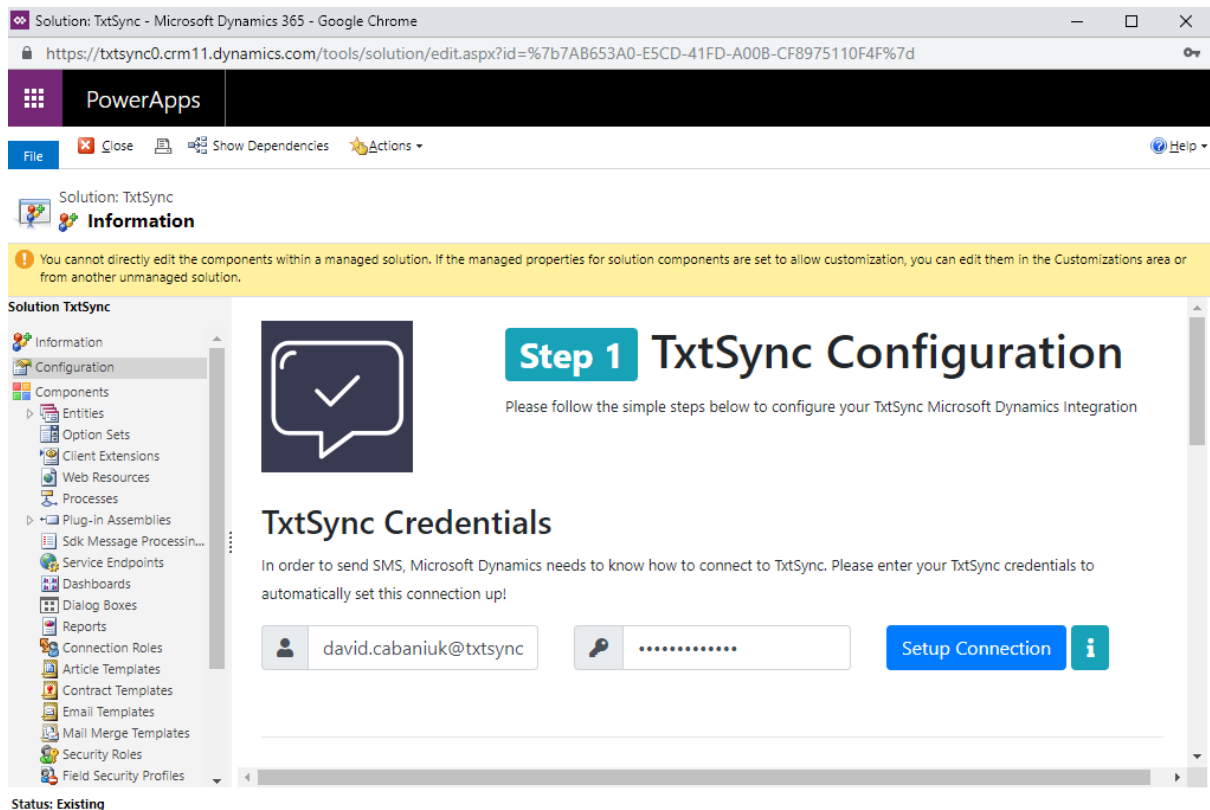 Solution: TxtSync - Microsoft Dynamics 365 - Google Chrome
https://txtsync0.crm11.dynamics.com/tools/solution/edit.aspx?id=%7b7AB653A0-E5CD-41FD-A00B-CF8975110F4F%7d
PowerApps
File
Close
Show Dependencies
Actions
Help
Solution: TxtSync
Information
You cannot directly edit the components within a managed solution. If the managed properties for solution components are set to allow customization, you can edit them in the Customizations area or
from another unmanaged solution.
Solution TxtSync
Information
Configuration
Components
Entities
Option Sets
Client Extensions
Web Resources
Processes
Plug-in Assemblies
Sdk Message Processin...
Service Endpoints
Dashboards
Dialog Boxes
Reports
Connection Roles
Article Templates
Contract Templates
Email Templates
Mail Merge Templates
Security Roles
Field Security Profiles
Step 1 TxtSync Configuration
Please follow the simple steps below to configure your TxtSync Microsoft Dynamics Integration
TxtSync Credentials
In order to send SMS, Microsoft Dynamics needs to know how to connect to TxtSync. Please enter your TxtSync credentials to
automatically set this connection up!
david.cabaniuk@txtsync
•••••••••••••
Setup Connection
i
Status: Existing